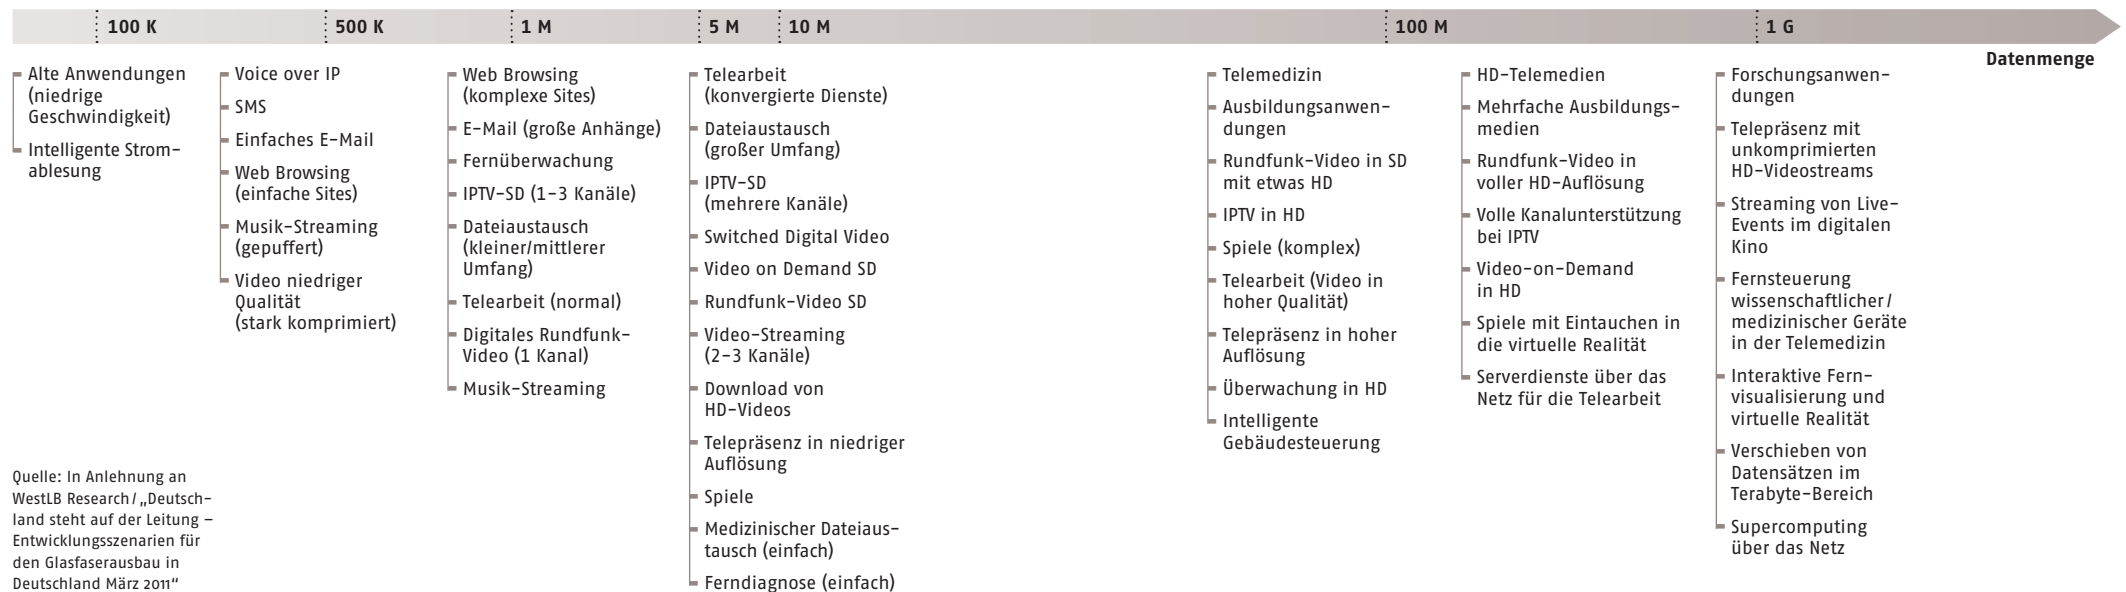 100 K
500 K
1 M
5 M
10 M
100 M
1 G
Datenmenge
Alte Anwendungen
(niedrige
Geschwindigkeit)
Intelligente Strom-
ablesung
Voice over IP
SMS
Einfaches E-Mail
Web Browsing
(einfache Sites)
Musik-Streaming
(gepuffert)
Video niedriger
Qualität
(stark komprimiert)
Web Browsing
(komplexe Sites)
E-Mail (große Anhänge)
Fernüberwachung
IPTV-SD (1-3 Kanäle)
Dateiaustausch
(kleiner/mittlerer
Umfang)
Telearbeit (normal)
Digitales Rundfunk-
Video (1 Kanal)
Musik-Streaming
Telearbeit
(konvergierte Dienste)
Dateiaustausch
(großer Umfang)
IPTV-SD
(mehrere Kanäle)
Switched Digital Video
Video on Demand SD
Rundfunk-Video SD
Video-Streaming
(2-3 Kanäle)
Download von
HD-Videos
Telepräsenz in niedriger
Auflösung
Spiele
Medizinischer Dateiaus-
tausch (einfach)
Ferndiagnose (einfach)
Telemedizin
Ausbildungsanwen-
dungen
Rundfunk-Video in SD
mit etwas HD
IPTV in HD
Spiele (komplex)
Telearbeit (Video in
hoher Qualität)
Telepräsenz in hoher
Auflösung
Überwachung in HD
Intelligente
Gebäudesteuerung
HD-Telemedien
Mehrfache Ausbildungs-
medien
Rundfunk-Video in
voller HD-Auflösung
Volle Kanalunterstützung
bei IPTV
Video-on-Demand
in HD
Spiele mit Eintauchen in
die virtuelle Realität
Serverdienste über das
Netz für die Telearbeit
Forschungsanwen-
dungen
Telepräsenz mit
unkomprimierten
HD-Videostreams
Streaming von Live-
Events im digitalen
Kino
Fernsteuerung
wissenschaftlicher/
medizinischer Geräte
in der Telemedizin
Interaktive Fern-
visualisierung und
virtuelle Realität
Verschieben von
Datensätzen im
Terabyte-Bereich
Supercomputing
über das Netz
Quelle: In Anlehnung an
WestLB Research/„Deutsch-
land steht auf der Leitung –
Entwicklungsszenarien für
den Glasfaserausbau in
Deutschland März 2011“